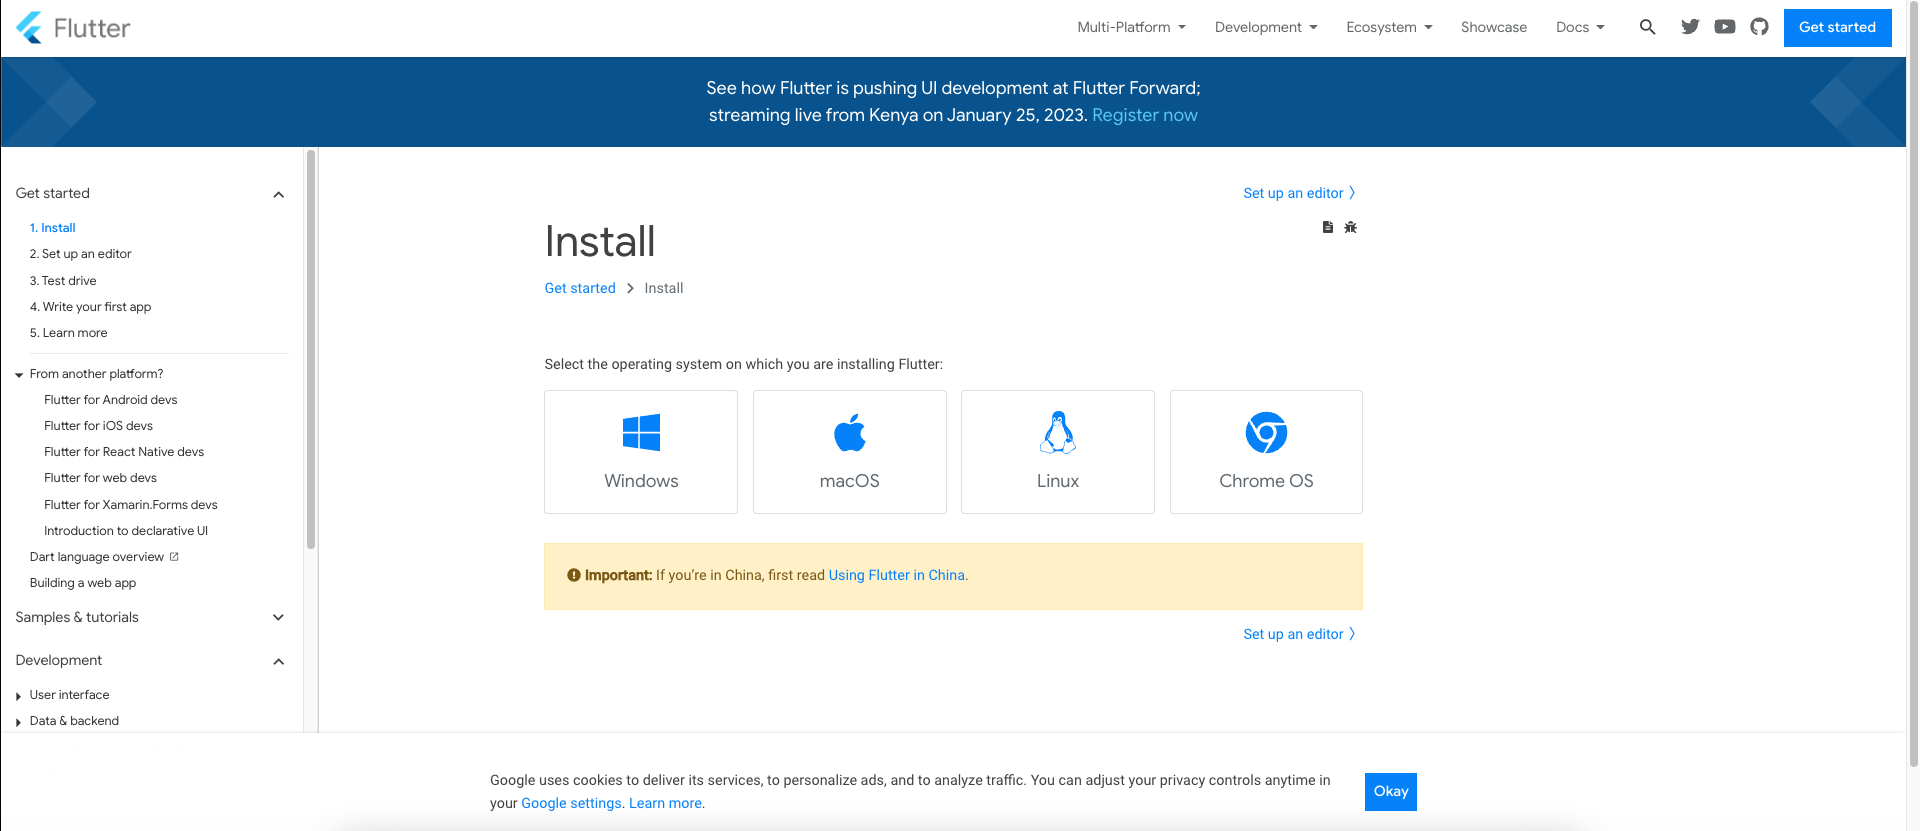 Flutter
Multi-Platform
Development
Ecosystem
Showcase
Docs
Get started
See how Flutter is pushing UI development at Flutter Forward;
streaming live from Kenya on January 25, 2023. Register now
Get started
1. Install
2. Set up an editor
3. Test drive
4. Write your first app
5. Learn more
From another platform?
Flutter for Android devs
Flutter for iOS devs
Flutter for React Native devs
Flutter for web devs
Flutter for Xamarin.Forms devs
Introduction to declarative UI
Dart language overview
Building a web app
Samples & tutorials
Development
User interface
Data & backend
Set up an editor
Install
Get started
Install
Select the operating system on which you are installing Flutter:
Windows
macOS
Linux
Chrome OS
Important: If you’re in China, first read Using Flutter in China.
Set up an editor
Google uses cookies to deliver its services, to personalize ads, and to analyze traffic. You can adjust your privacy controls anytime in
your Google settings. Learn more.
Okay